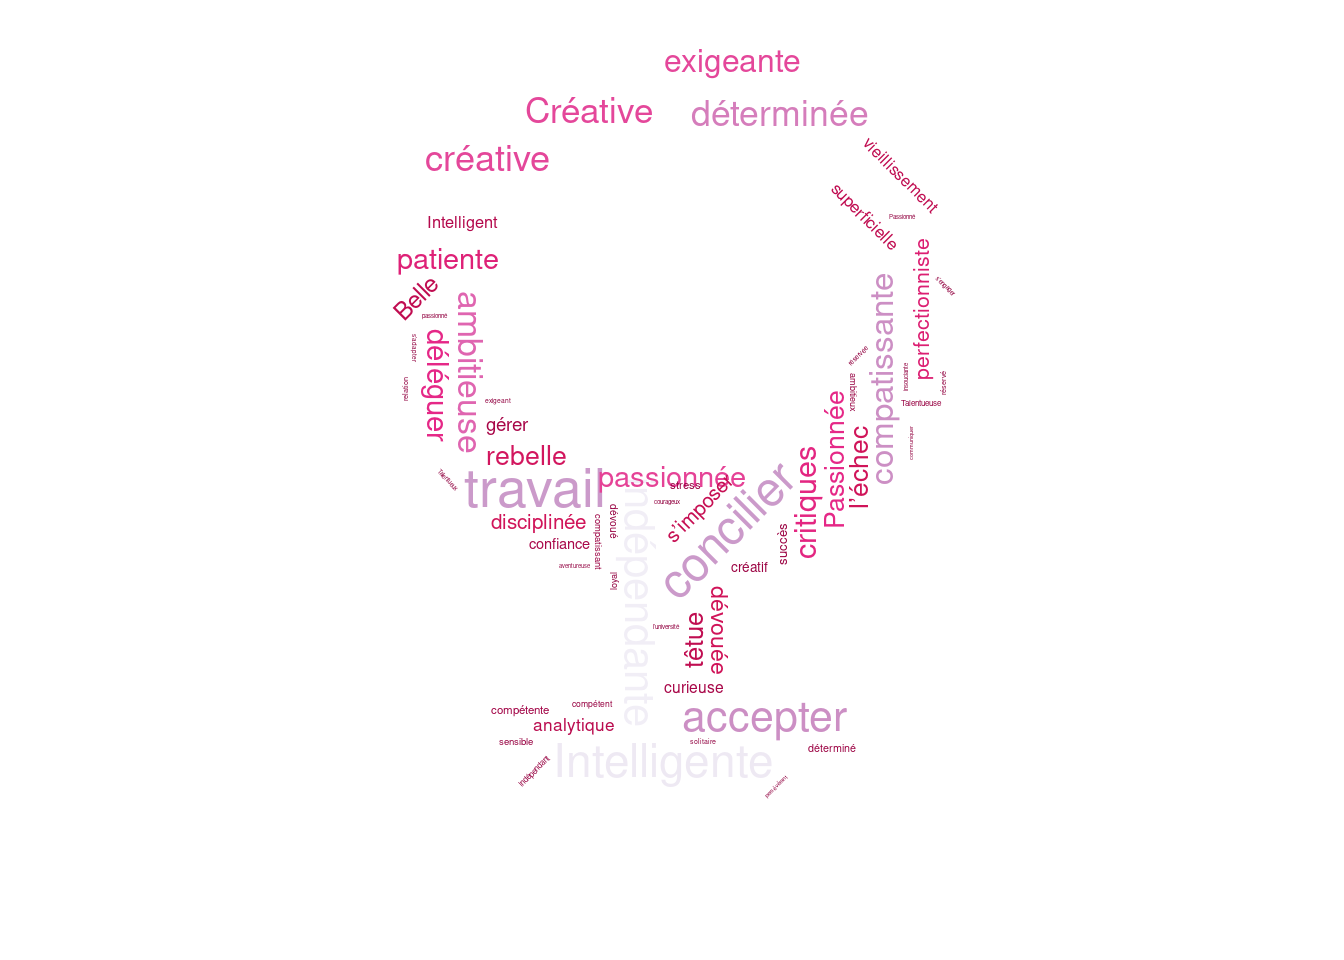 exigeante
Créative
déterminée
créative
vieillissement
superficielle
Passionné
Intelligent
patiente
perfectionniste
s'engager
Belle
ambitieuse
compatissante
passionné
déléguer
s'adapter
réservée
relation
ambitieux
insouciante
réservé
exigeant
Talentueuse
gérer
Passionnée
l'échec
communiquer
rebelle
critiques
travail
passionnée
stress
concilier
s'imposer
Talentueux
courageux
indépendante
disciplinée
dévoué
compatissant
confiance
succès
aventureuse
loyal
créatif
dévouée
têtue
l'université
curieuse
compétente
compétent
accepter
analytique
sensible
solitaire
déterminé
Intelligente
indépendant